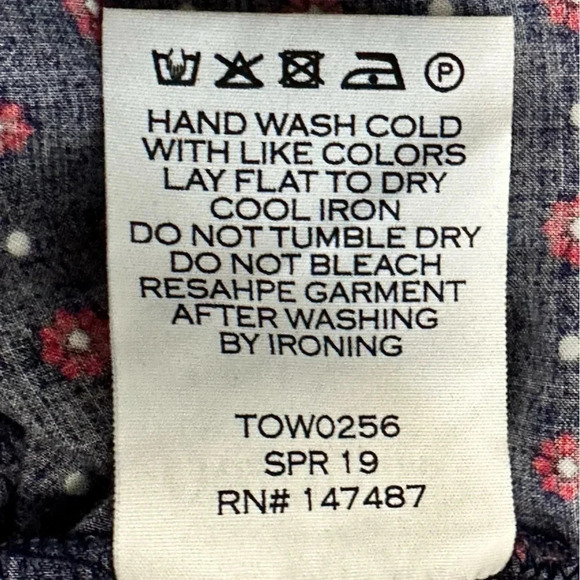 P
HAND WASH COLD
WITH LIKE COLORS
LAY FLAT TO DRY
COOL IRON
DO NOT TUMBLE DRY
DO NOT BLEACH
RESAHPE GARMENT
AFTER WASHING
BY IRONING
TOW0256
SPR 19
RN# 147487